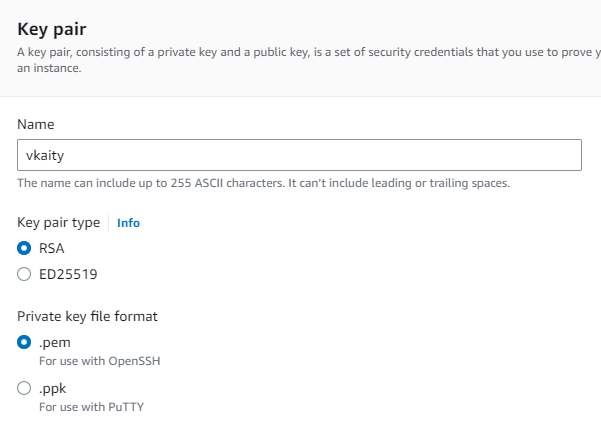 Key pair
A key pair, consisting of a private key and a public key, is a set of security credentials that you use to prove y
an instance.
Name
vkaity
The name can include up to 255 ASCII characters. It can't include leading or trailing spaces.
Key pair type Info
RSA
ED25519
Private key file format
.pem
For use with OpenSSH
.ppk
For use with PuTTY